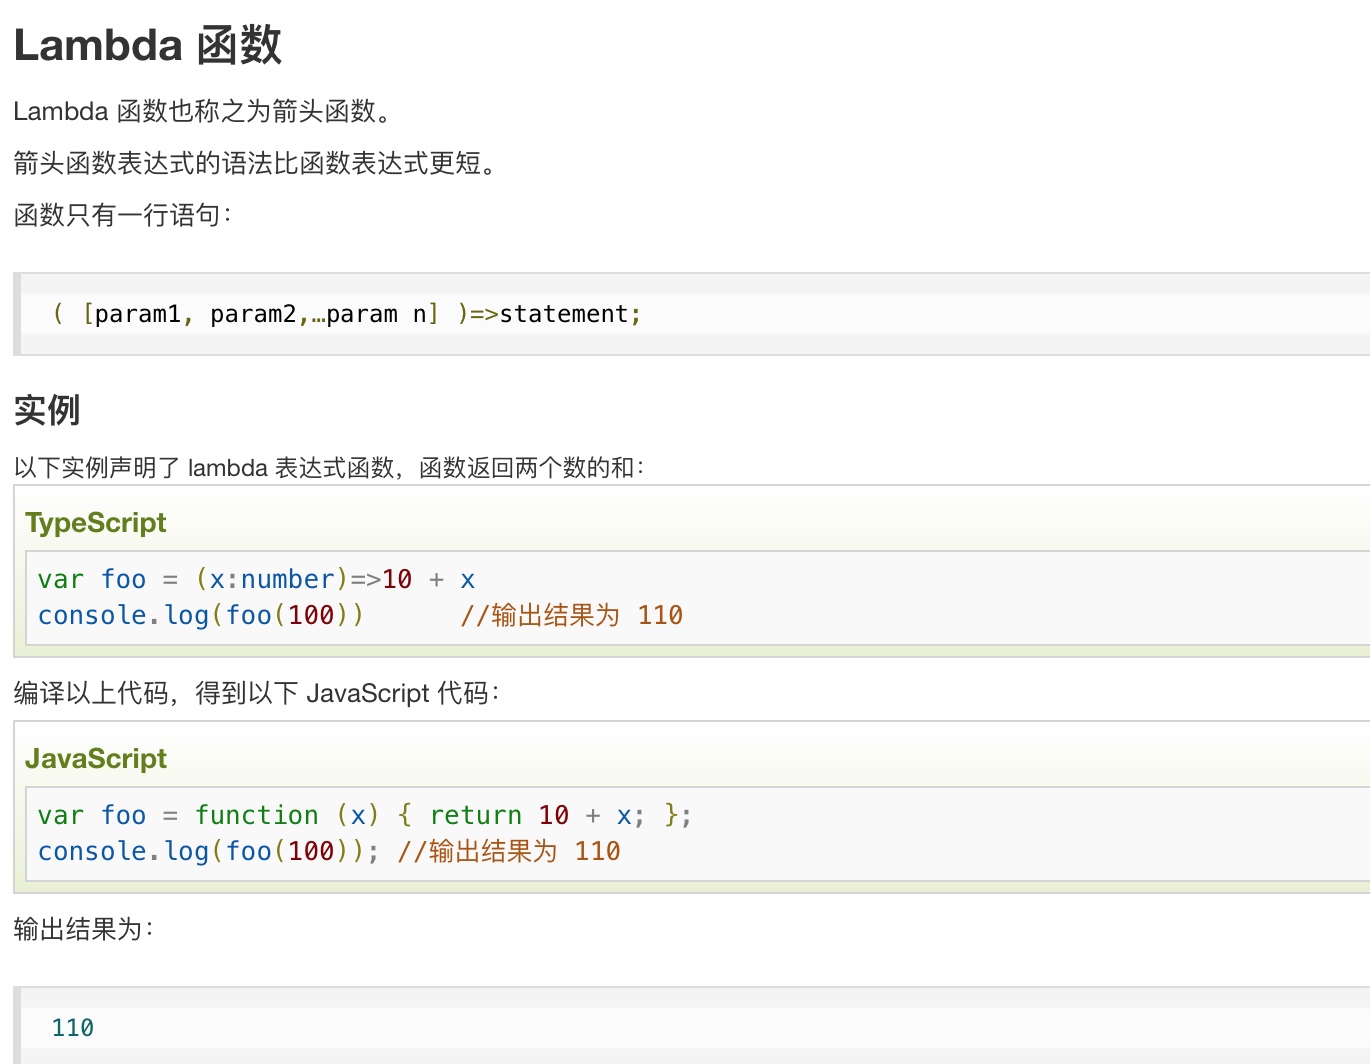 Lambda 函数
Lambda 函数也称之为箭头函数。
箭头函数表达式的语法比函数表达式更短。
函数只有一行语句：
( [param1, param2,…param n] )=>statement;
实例
以下实例声明了 lambda 表达式函数，函数返回两个数的和：
TypeScript
var foo = (x:number)=>10 + x
console.log(foo(100))      //输出结果为 110
编译以上代码，得到以下 JavaScript 代码：
JavaScript
var foo = function (x) { return 10 + x; };
console.log(foo(100)); //输出结果为 110
输出结果为：
110